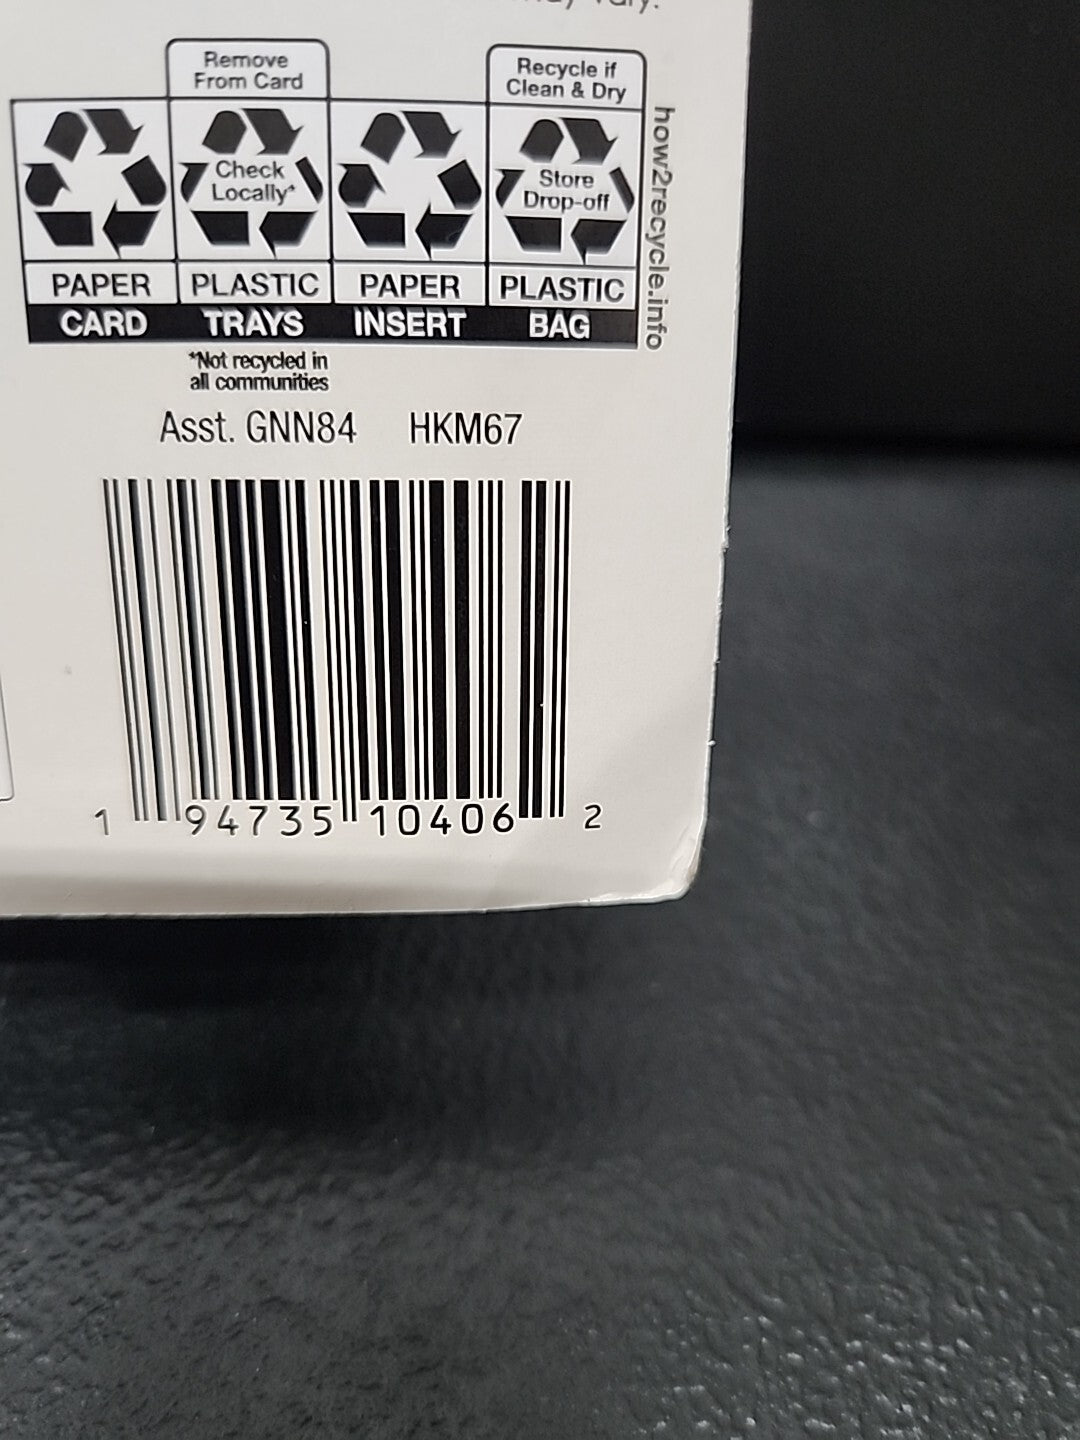 Remove
From Card
Recycle if
Clean & Dry
Check
Locally*
Store
Drop-off
PAPER PLASTIC PAPER PLASTIC
CARD TRAYS INSERT BAG
how2recycle.info
*Not recycled in
all communities
Asst. GNN84 HKM67
1 94735 10406 2